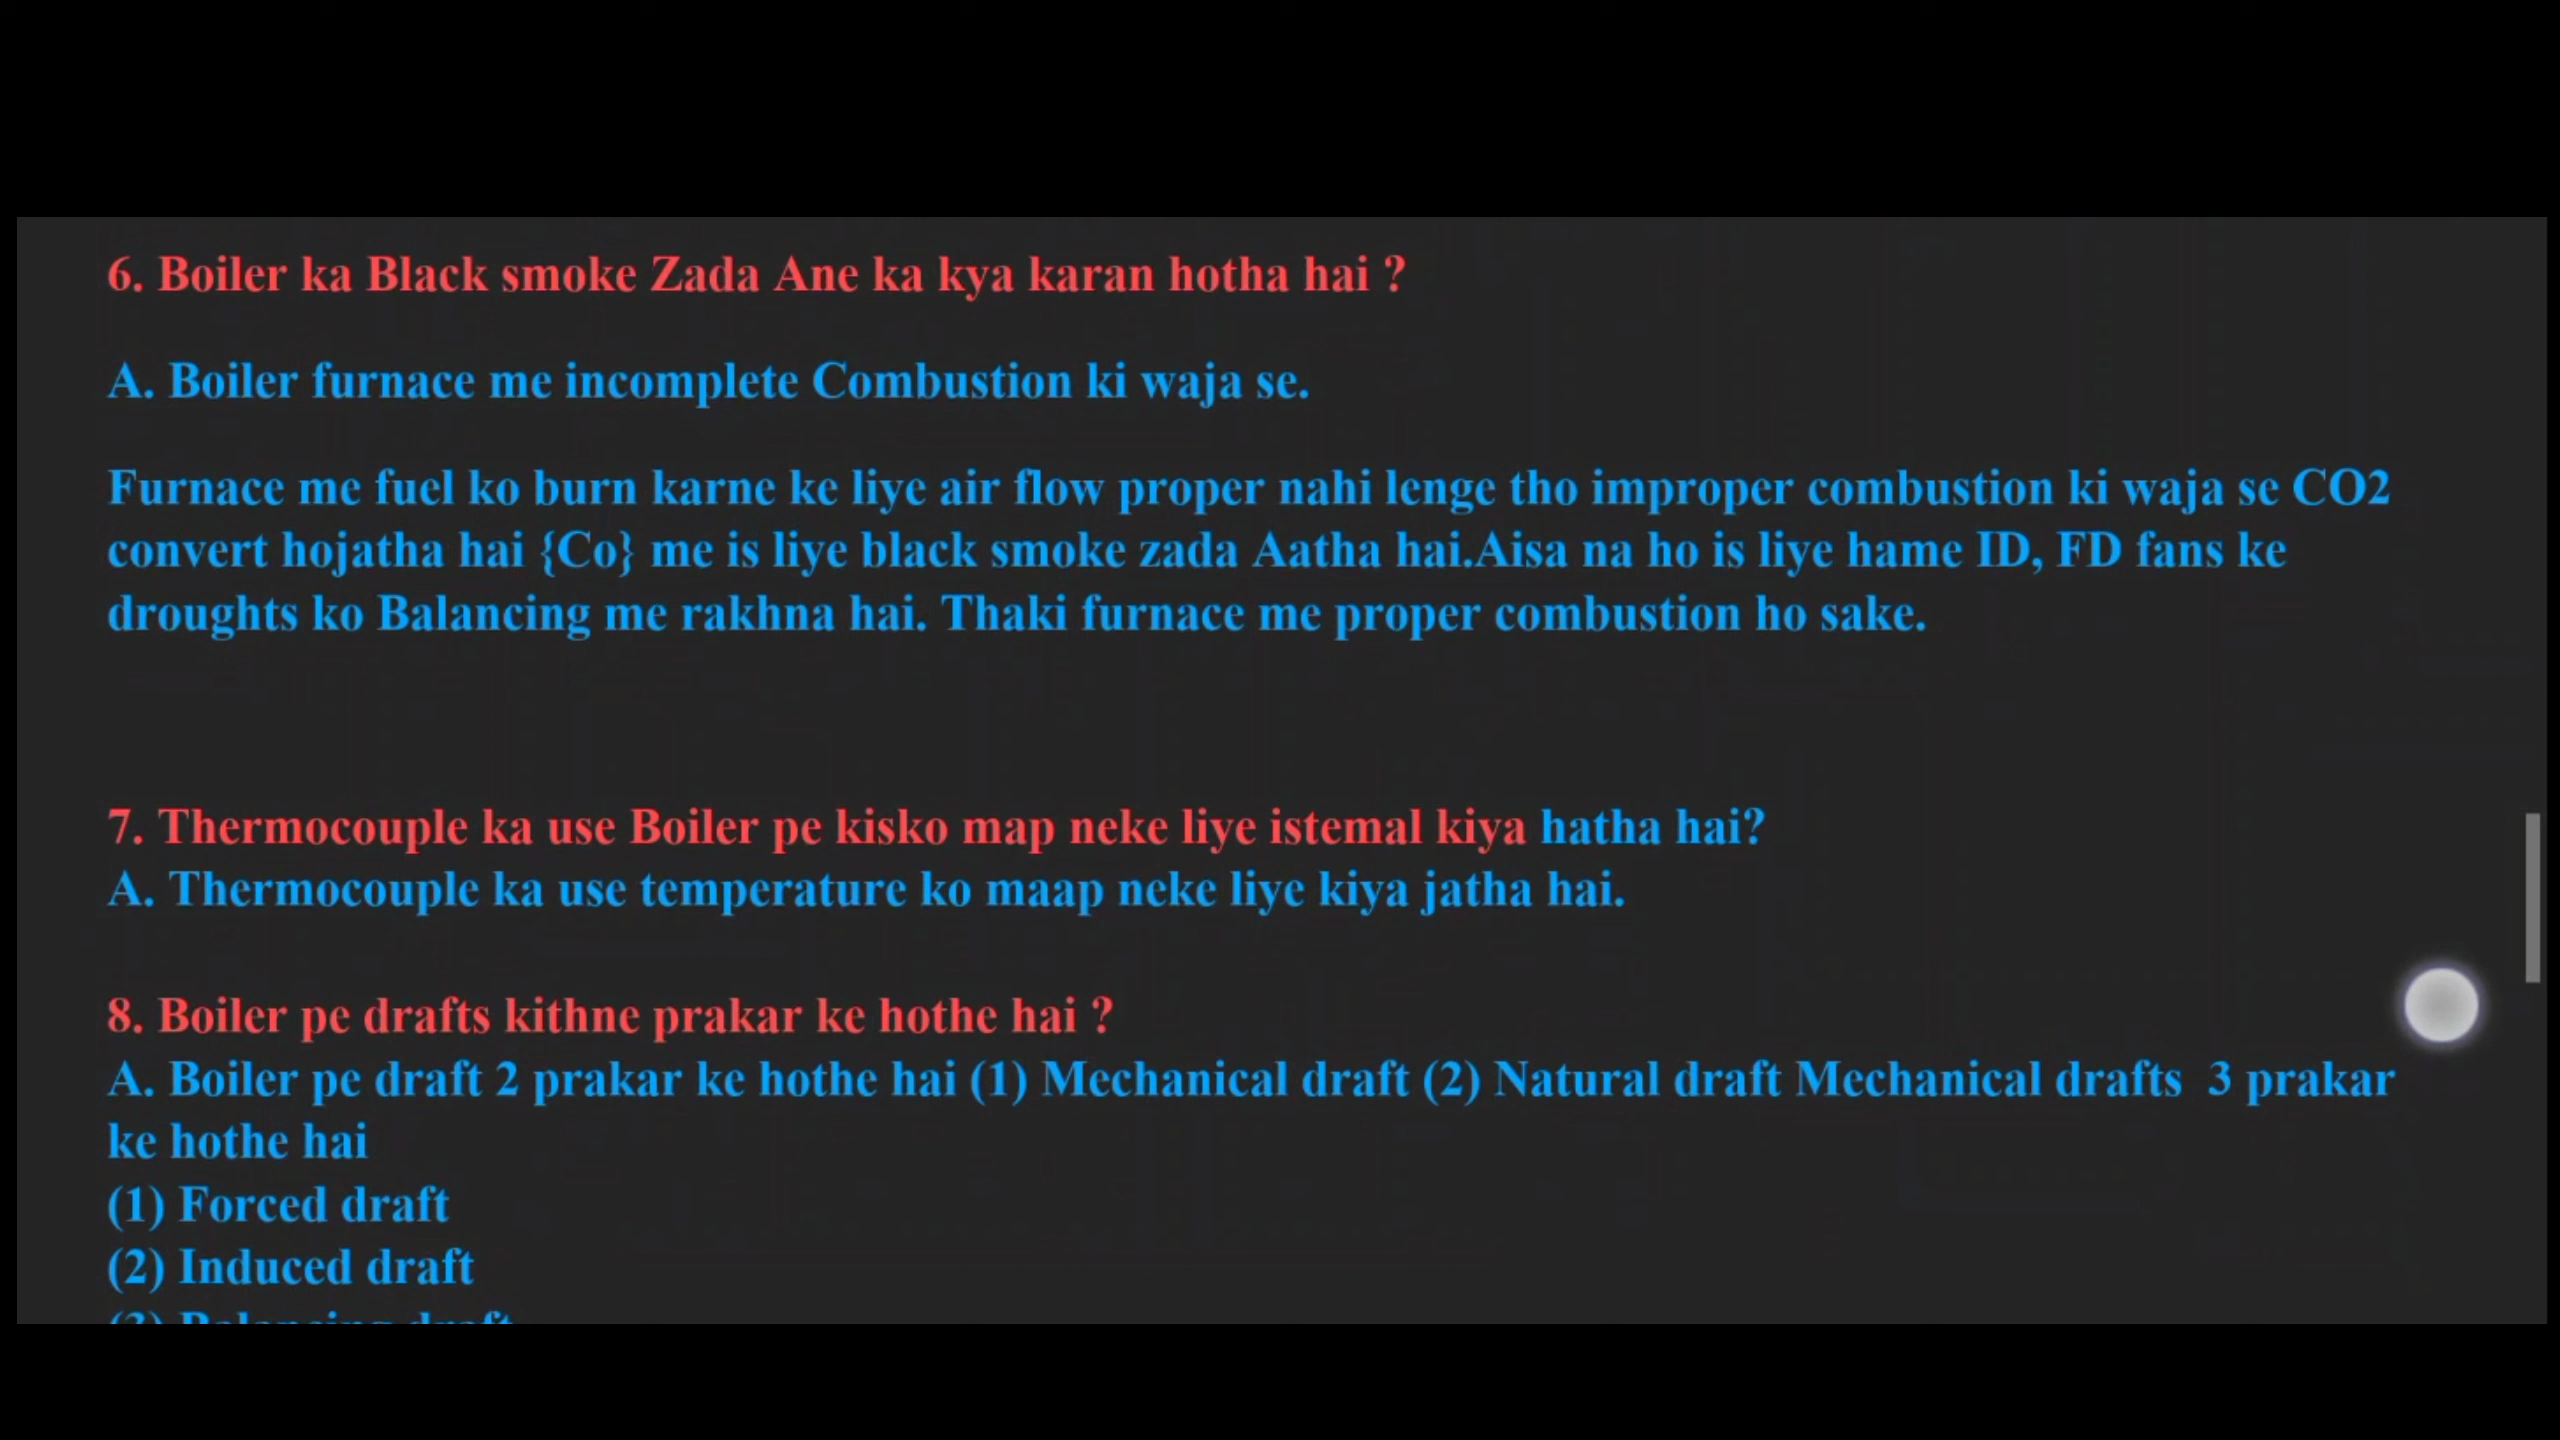 6. Boiler ka Black smoke Zada Ane ka kya karan hotha hai ?
A. Boiler furnace me incomplete Combustion ki waja se.
Furnace me fuel ko burn karne ke liye air flow proper nahi lenge tho improper combustion ki waja se CO2
convert hojatha hai {Co} me is liye black smoke zada Aatha hai.Aisa na ho is liye hame ID, FD fans ke
droughts ko Balancing me rakhna hai. Thaki furnace me proper combustion ho sake.
7. Thermocouple ka use Boiler pe kisko map neke liye istemal kiya hatha hai?
A. Thermocouple ka use temperature ko maap neke liye kiya jatha hai.
8. Boiler pe drafts kithne prakar ke hothe hai ?
A. Boiler pe draft 2 prakar ke hothe hai (1) Mechanical draft (2) Natural draft Mechanical drafts  3 prakar
ke hothe hai
(1) Forced draft
(2) Induced draft
(3) Balancing draft